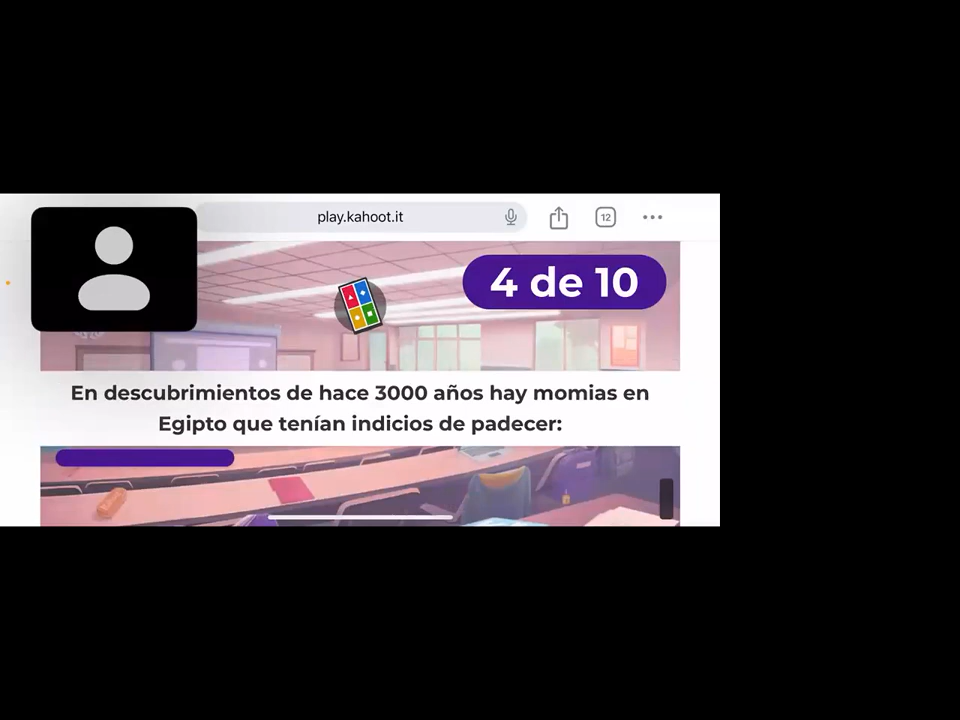 play.kahoot.it
12
4 de 10
En descubrimientos de hace 3000 años hay momias en
Egipto que tenían indicios de padecer: